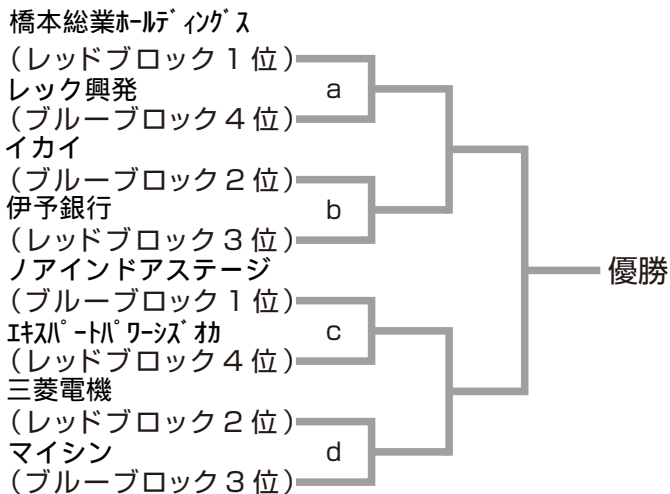 橋本総業ﾎｰﾙﾃﾞｨﾝｸﾞｽ
（レッドブロック１位）
レック興発
a
（ブルーブロック４位）
イカイ
（ブルーブロック２位）
伊予銀行
b
（レッドブロック３位）
ノアインドアステージ
優勝
（ブルーブロック１位）
ｴｷｽﾊﾟｰﾄﾊﾟﾜｰｼｽﾞｵｶ
c
（レッドブロック４位）
三菱電機
（レッドブロック２位）
マイシン
d
（ブルーブロック３位）